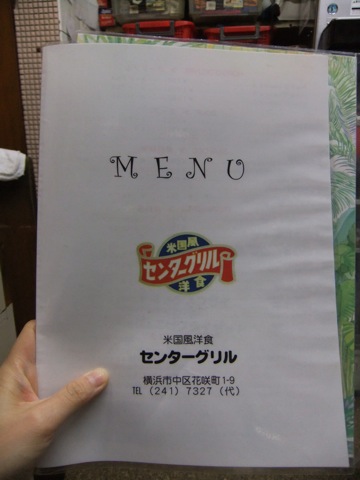 MENU
米国風
センターグリル
洋食
米国風洋食
センターグリル
横浜市中区花咲町1-9
TEL (241) 7327 (代)